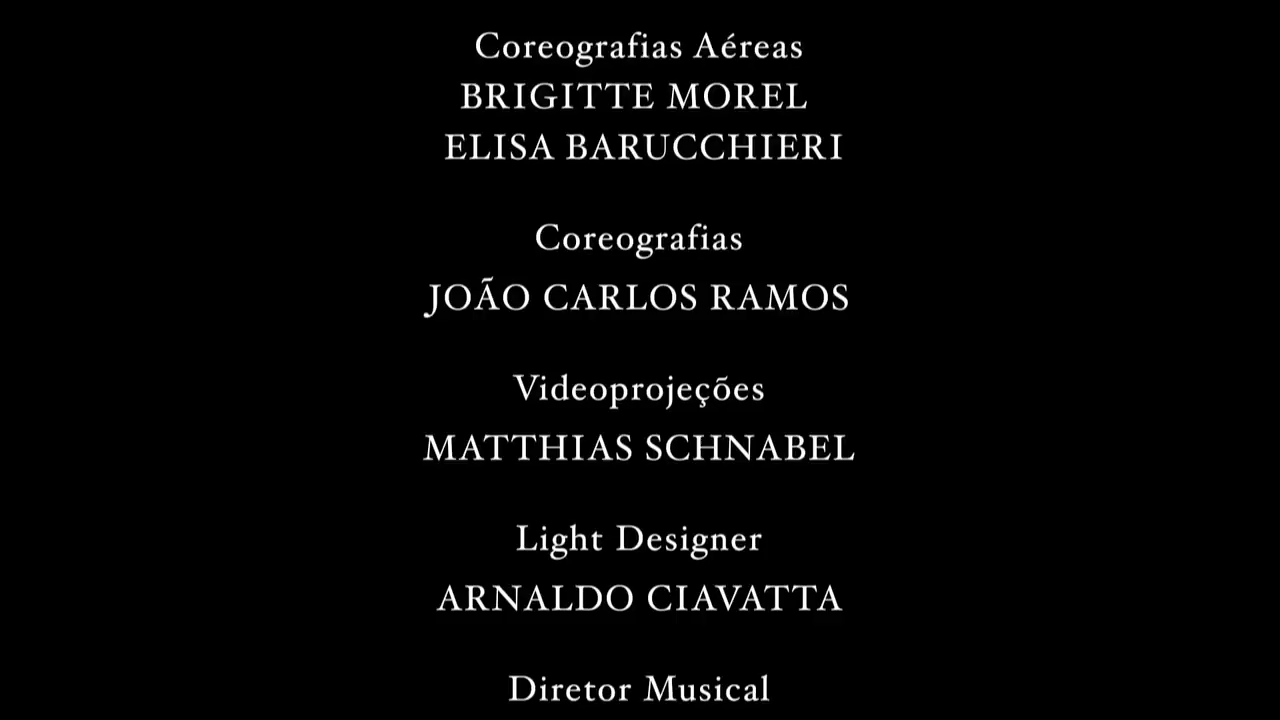 Coreografias Aéreas
BRIGITTE MOREL
ELISA BARUCCHIERI
Coreografias
JOÃO CARLOS RAMOS
Videoprojeções
MATTHIAS SCHNABEL
Light Designer
ARNALDO CIAVATTA
Diretor Musical